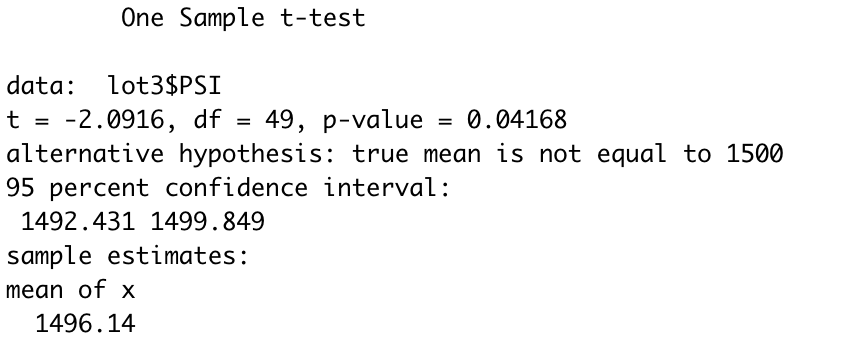 One Sample t-test
data:  lot3$PSI
t = -2.0916, df = 49, p-value = 0.04168
alternative hypothesis: true mean is not equal to 1500
95 percent confidence interval:
1492.431 1499.849
sample estimates:
mean of x
1496.14